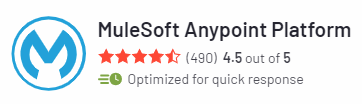 MuleSoft Anypoint Platform
(490) 4.5 out of 5
Optimized for quick response